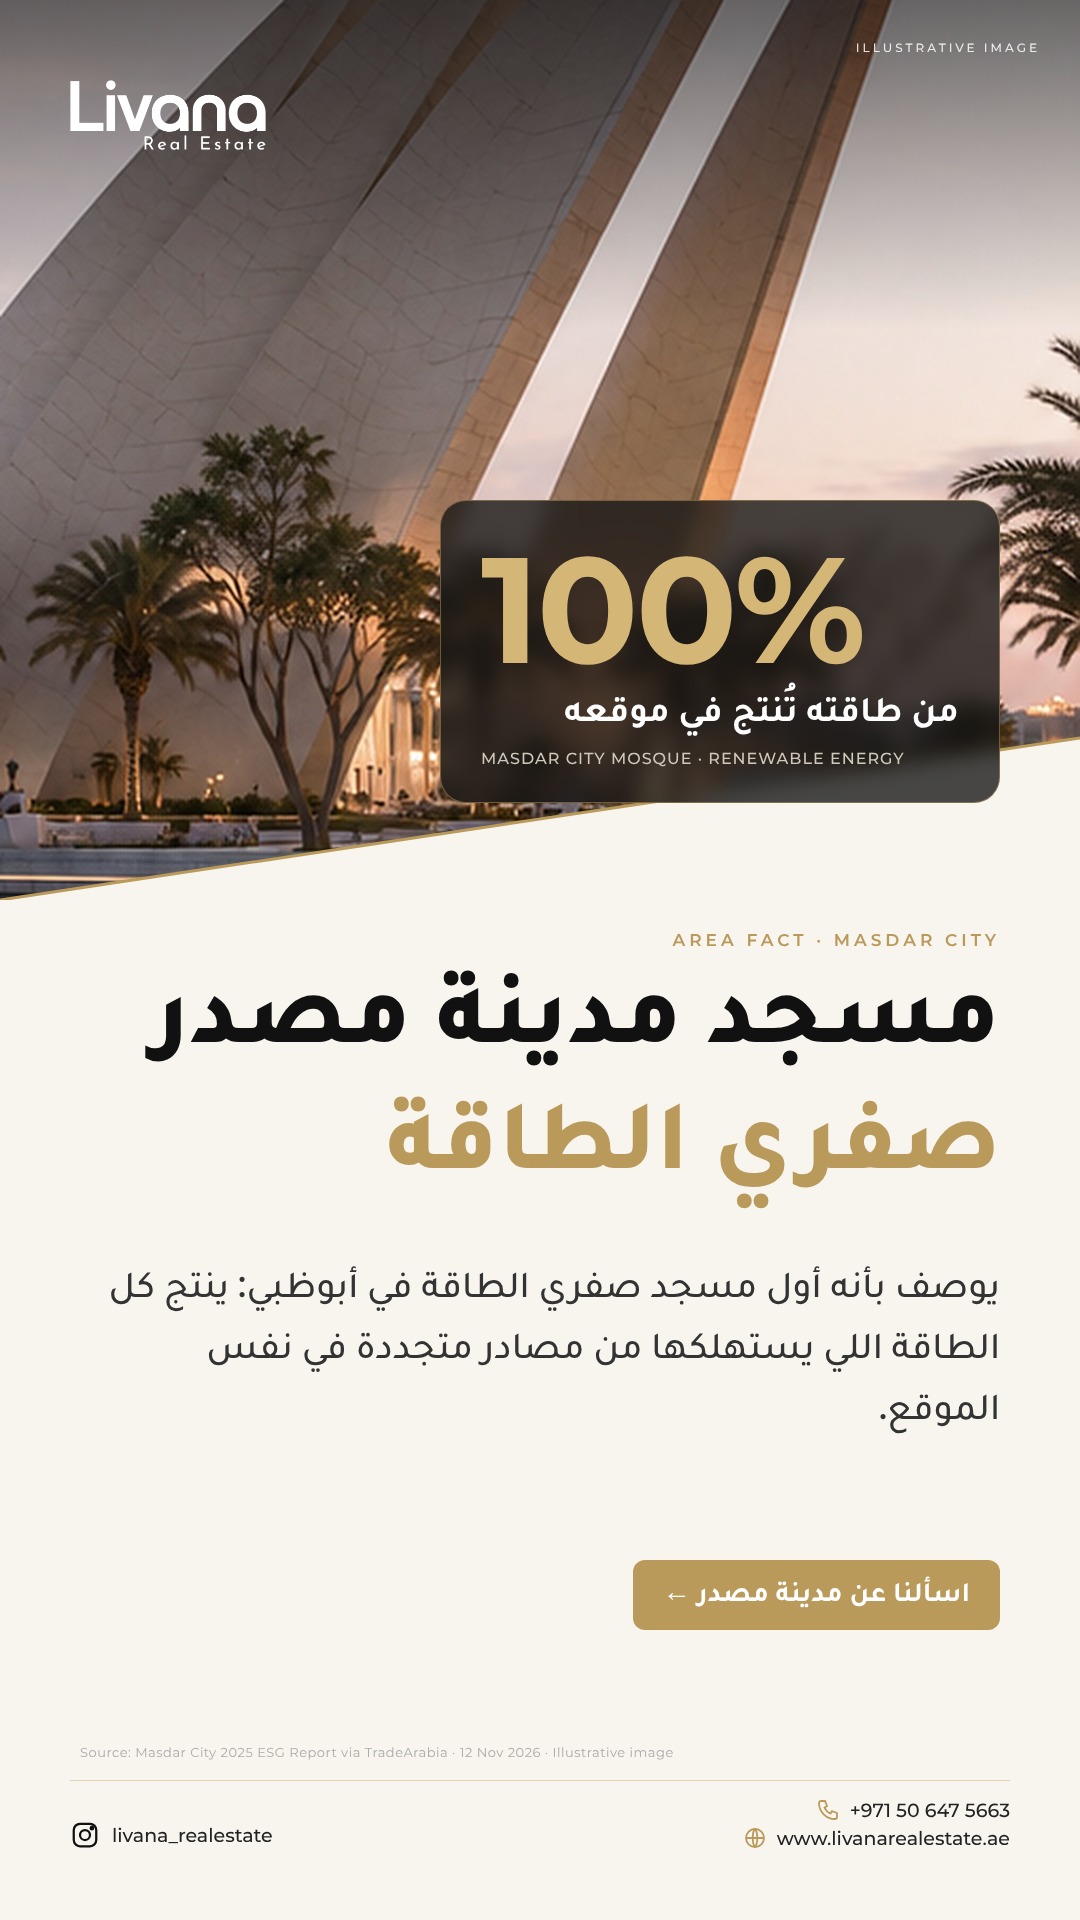 ILLUSTRATIVE IMAGE
Livana
Real Estate
100%
من طاقته تُنتج في موقعه
MASDAR CITY MOSQUE · RENEWABLE ENERGY
AREA FACT · MASDAR CITY
مسجد مدينة مصدر
صفري الطاقة
يوصف بأنه أول مسجد صفري الطاقة في أبوظبي: ينتج كل
الطاقة اللي يستهلكها من مصادر متجددة في نفس
الموقع.
اسألنا عن مدينة مصدر ←
Source: Masdar City 2025 ESG Report via TradeArabia · 12 Nov 2026 · Illustrative image
livana_realestate
+971 50 647 5663
www.livanarealestate.ae